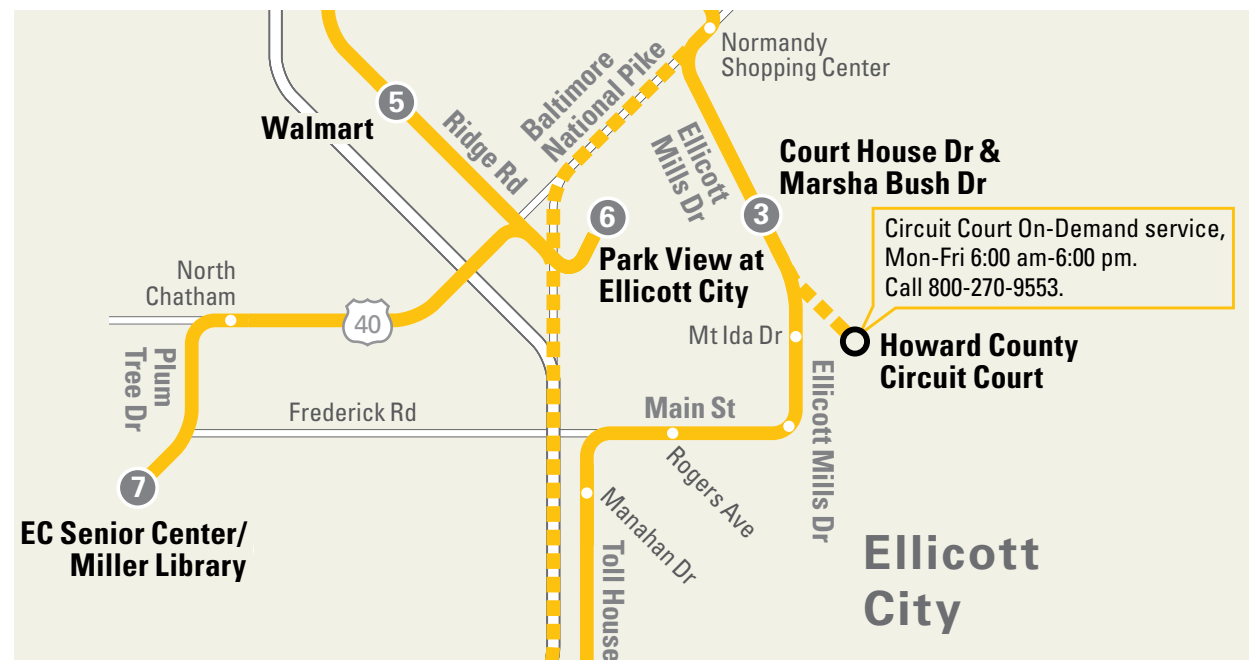 Normandy
Shopping Center
Baltimore
National Pike
5
Walmart
Ridge Rd
Ellicott
Mills Dr
Court House Dr &
Marsha Bush Dr
3
6
Park View at
Ellicott City
Circuit Court On-Demand service,
Mon-Fri 6:00 am-6:00 pm.
Call 800-270-9553.
North
Chatham
40
Mt Ida Dr
Howard County
Circuit Court
Plum
Tree Dr
Frederick Rd
Main St
Ellicott Mills Dr
Rogers Ave
7
EC Senior Center/
Miller Library
Manahan Dr
Toll House
Ellicott
City